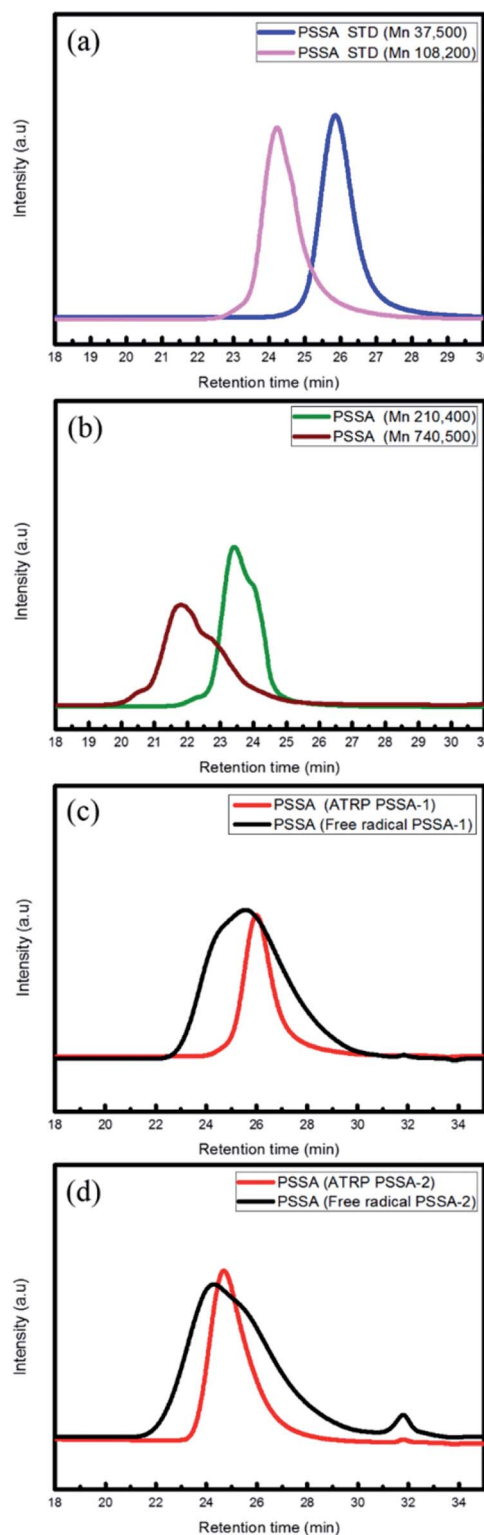 (a)
PSSA STD (Mn 37,500)
PSSA STD (Mn 108,200)
Intensity (a.u)
18 19 20 21 22 23 24 25 26 27 28 29 30
Retention time (min)
(b)
PSSA (Mn 210,400)
PSSA (Mn 740,500)
Intensity (a.u)
18 19 20 21 22 23 24 25 26 27 28 29 30 31
Retention time (min)
(c)
PSSA (ATRP PSSA-1)
PSSA (Free radical PSSA-1)
Intensity (a.u)
18 20 22 24 26 28 30 32 34
Retention time (min)
(d)
PSSA (ATRP PSSA-2)
PSSA (Free radical PSSA-2)
Intensity (a.u)
18 20 22 24 26 28 30 32 34
Retention time (min)